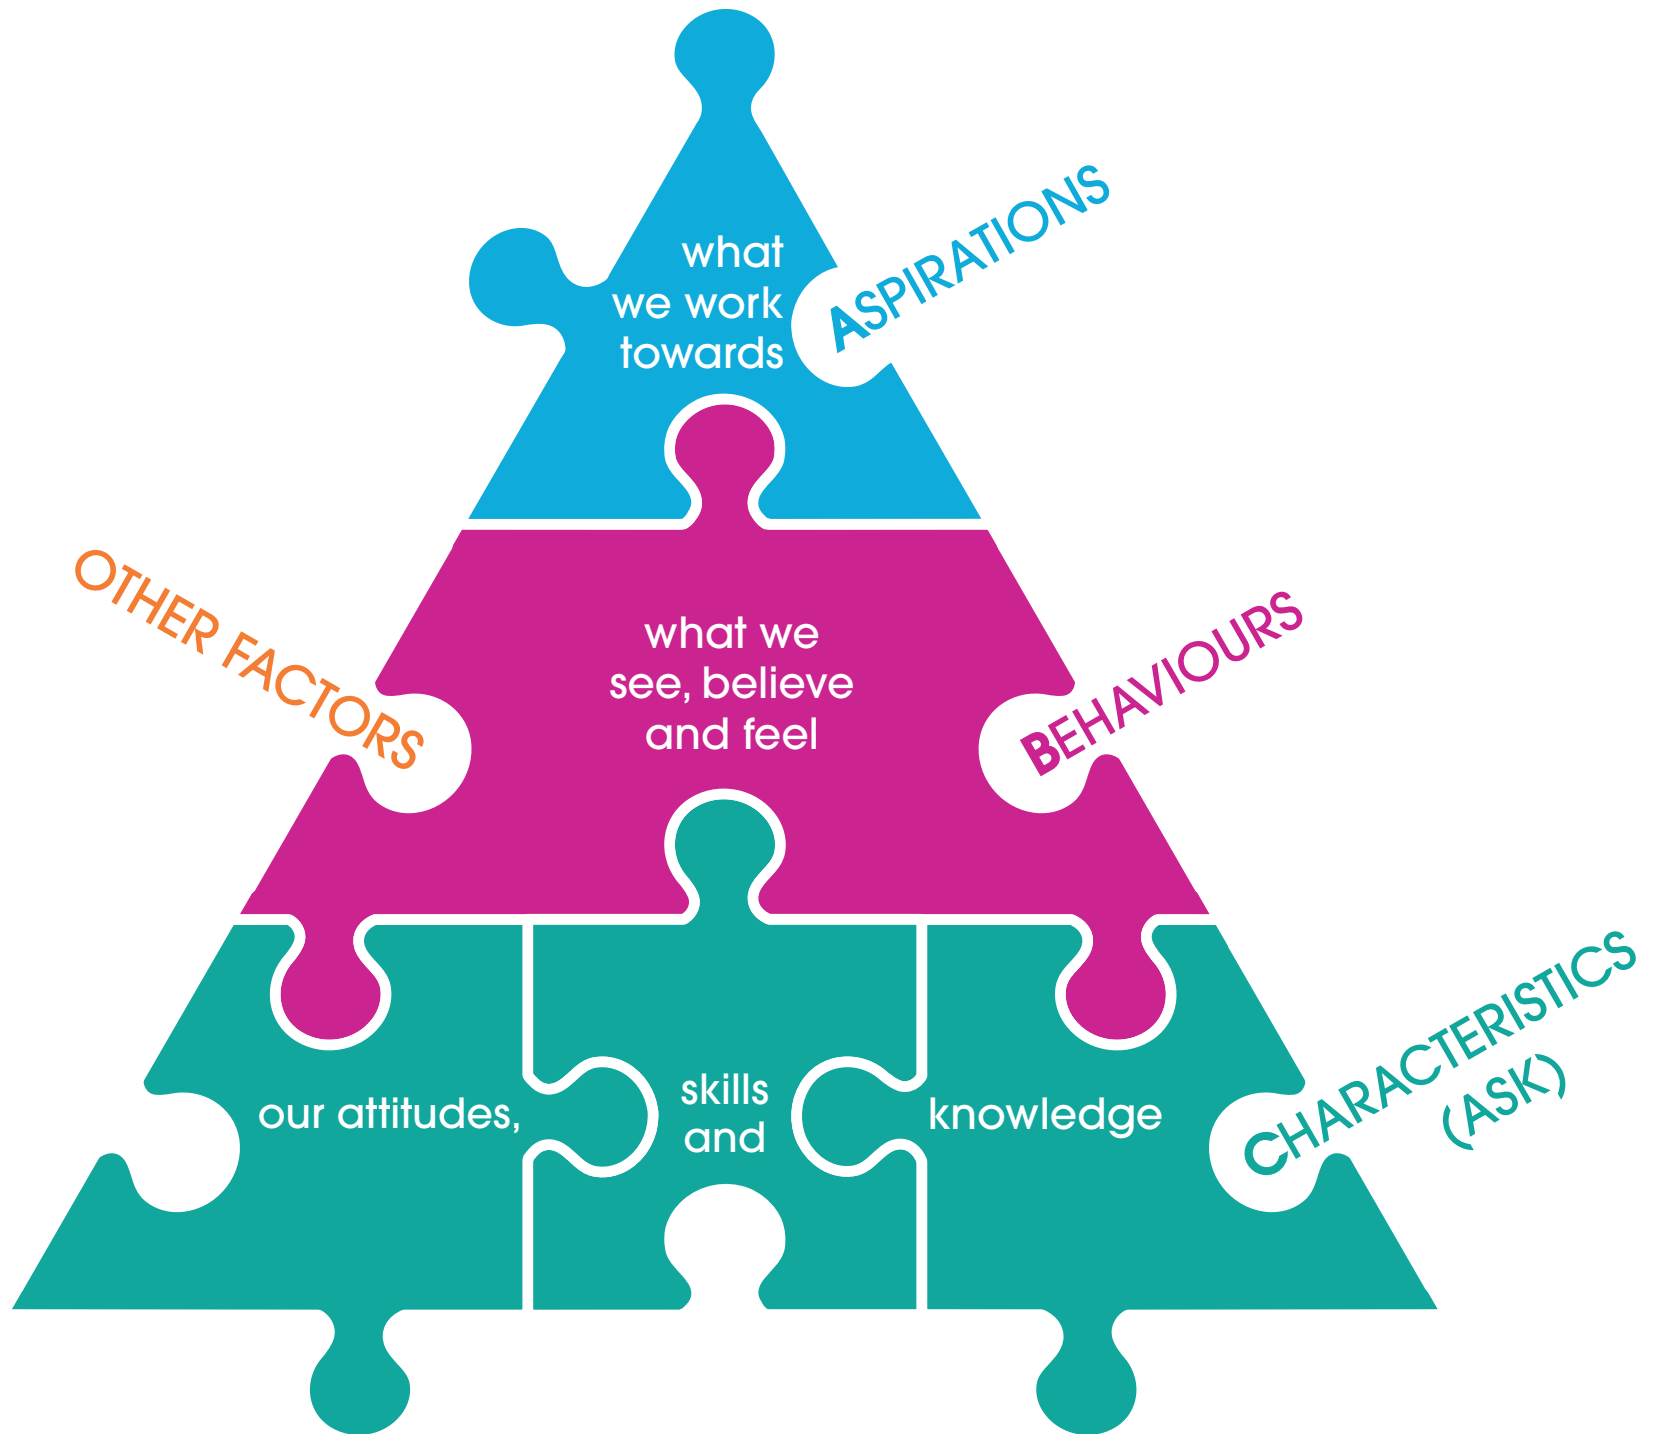 what
we work
towards
ASPIRATIONS
OTHER FACTORS
what we
see, believe
and feel
BEHAVIOURS
our attitudes,
skills
and
knowledge
CHARACTERISTICS
(ASK)